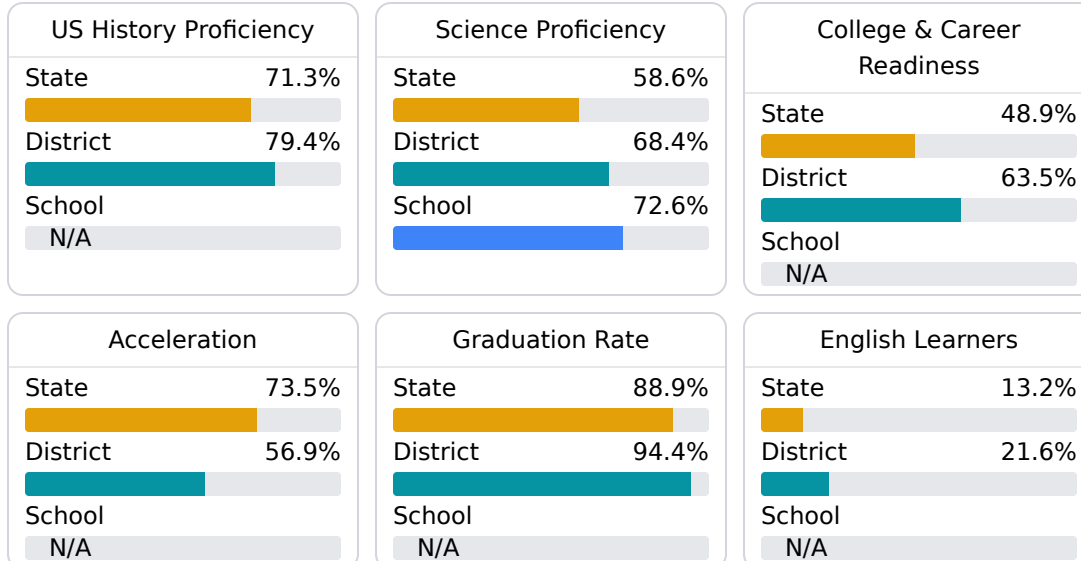 US History Proficiency
State 71.3%
District 79.4%
School
N/A
Science Proficiency
State 58.6%
District 68.4%
School 72.6%
College & Career
Readiness
State 48.9%
District 63.5%
School
N/A
Acceleration
State 73.5%
District 56.9%
School
N/A
Graduation Rate
State 88.9%
District 94.4%
School
N/A
English Learners
State 13.2%
District 21.6%
School
N/A